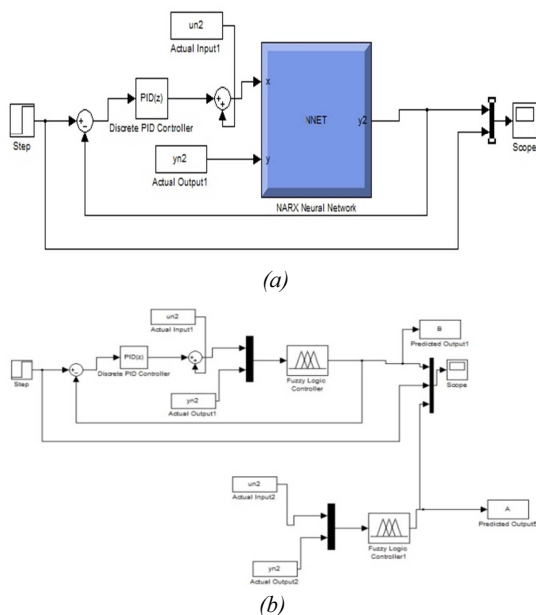 un2
Actual Input1
PID(z)
Discrete PID Controller
Step
yn2
Actual Output1
x
y
NNET
y2
NARX Neural Network
Scope
(a)
un2
Actual Input1
PID(z)
Discrete PID Controller
Step
yn2
Actual Output1
Fuzzy Logic
Controller
B
Predicted Output1
Scope
un2
Actual Input2
yn2
Actual Output2
Fuzzy Logic
Controller1
A
(b)